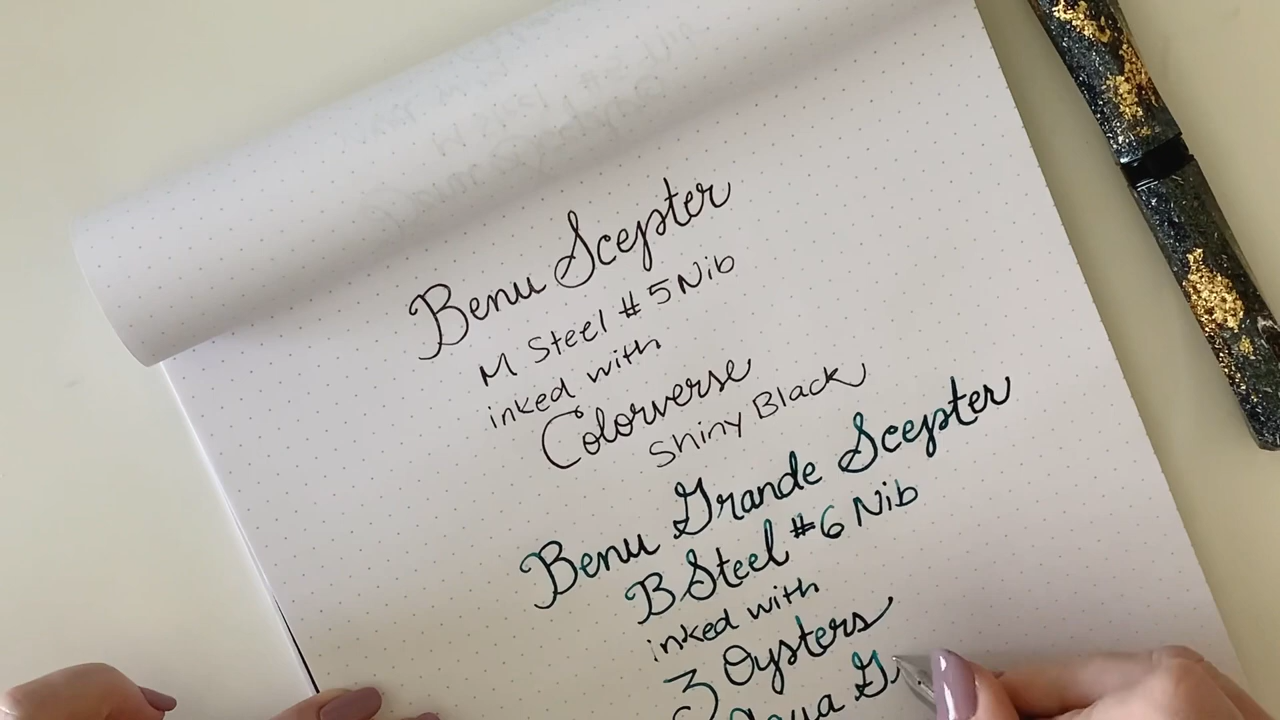 Benu Scepter
M Steel #5 Nib
inked with
Colorverse
Shiny Black
Benu Grande Scepter
B Steel #6 Nib
inked with
3 Oysters